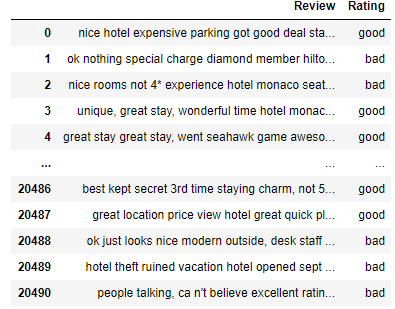 Review Rating
0 nice hotel expensive parking got good deal sta... good
1 ok nothing special charge diamond member hilto... bad
2 nice rooms not 4* experience hotel monaco seat... bad
3 unique, great stay, wonderful time hotel monac... good
4 great stay great stay, went seahawk game aweso... good
... ... ...
20486 best kept secret 3rd time staying charm, not 5... good
20487 great location price view hotel great quick pl... good
20488 ok just looks nice modern outside, desk staff ... bad
20489 hotel theft ruined vacation hotel opened sept ... bad
20490 people talking, ca n't believe excellent ratin... bad